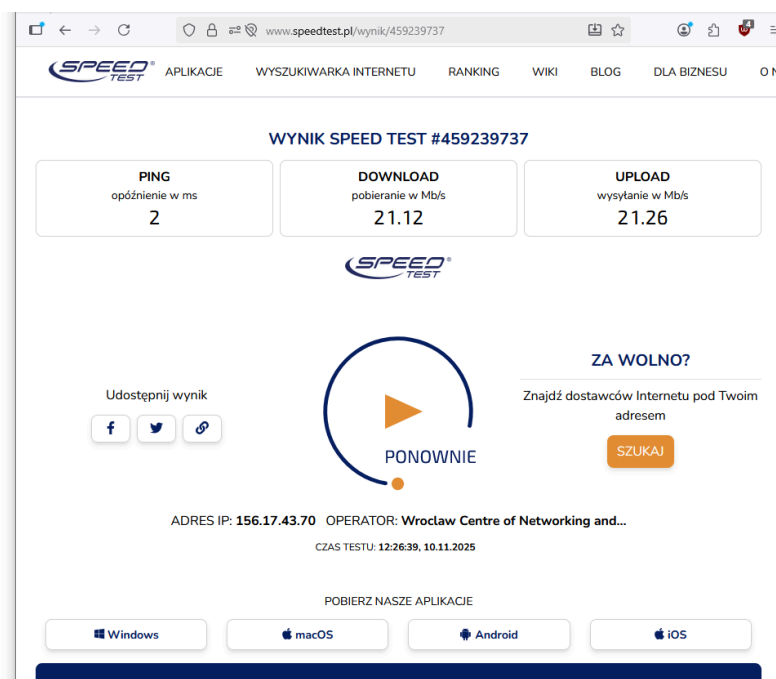 www.speedtest.pl/wynik/459239737
4
SPEED TEST® APLIKACJE WYSZUKIWARKA INTERNETU RANKING WIKI BLOG DLA BIZNESU O N
WYNIK SPEED TEST #459239737
PING
opóźnienie w ms
2
DOWNLOAD
pobieranie w Mb/s
21.12
UPLOAD
wysyłanie w Mb/s
21.26
SPEED TEST®
Udostępnij wynik
PONOWNIE
ZA WOLNO?
Znajdź dostawców Internetu pod Twoim
adresem
SZUKAJ
ADRES IP: 156.17.43.70 OPERATOR: Wroclaw Centre of Networking and...
CZAS TESTU: 12:26:39, 10.11.2025
POBIERZ NASZE APLIKACJE
Windows macOS Android iOS